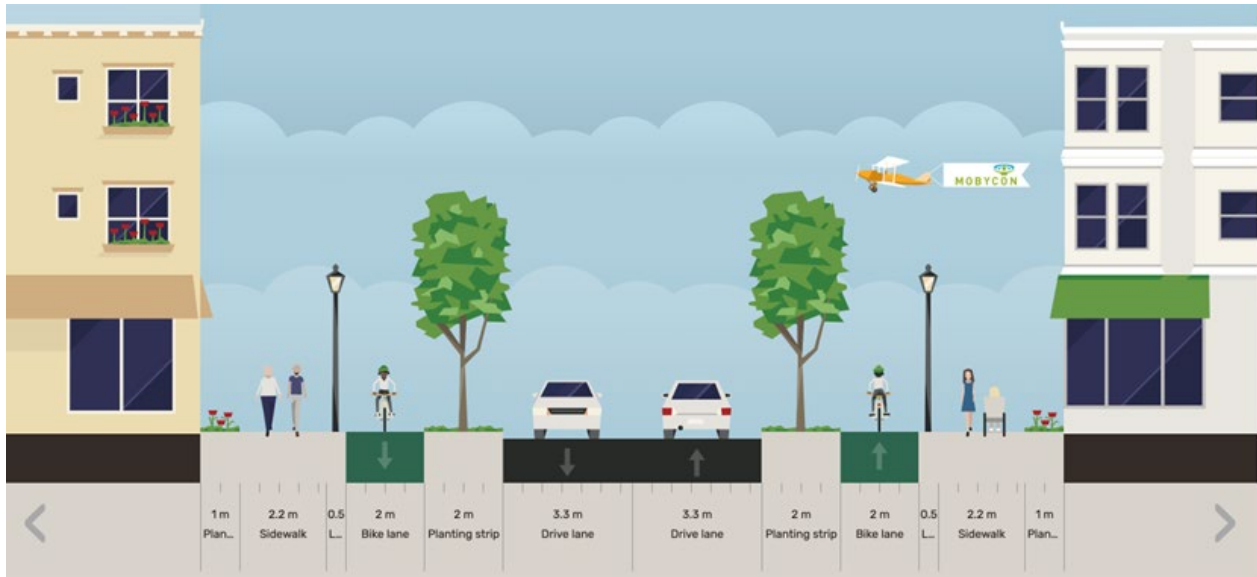 MOBYCON
1 m
Plan...
2.2 m
Sidewalk
0.5
L...
2 m
Bike lane
2 m
Planting strip
3.3 m
Drive lane
3.3 m
Drive lane
2 m
Planting strip
2 m
Bike lane
0.5
L...
2.2 m
Sidewalk
1 m
Plan...